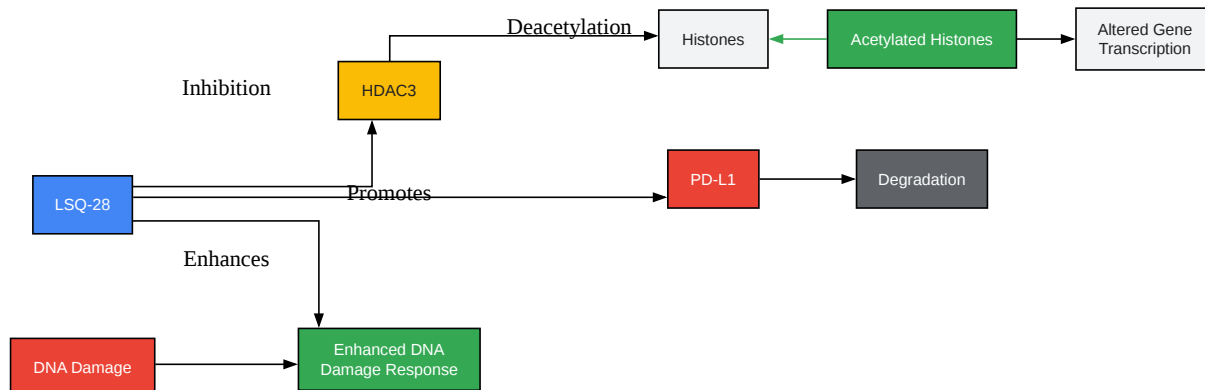 Deacetylation
Histones
Acetylated Histones
Altered Gene
Transcription
Inhibition
HDAC3
LSQ-28
Promotes
PD-L1
Degradation
Enhances
DNA Damage
Enhanced DNA
Damage Response